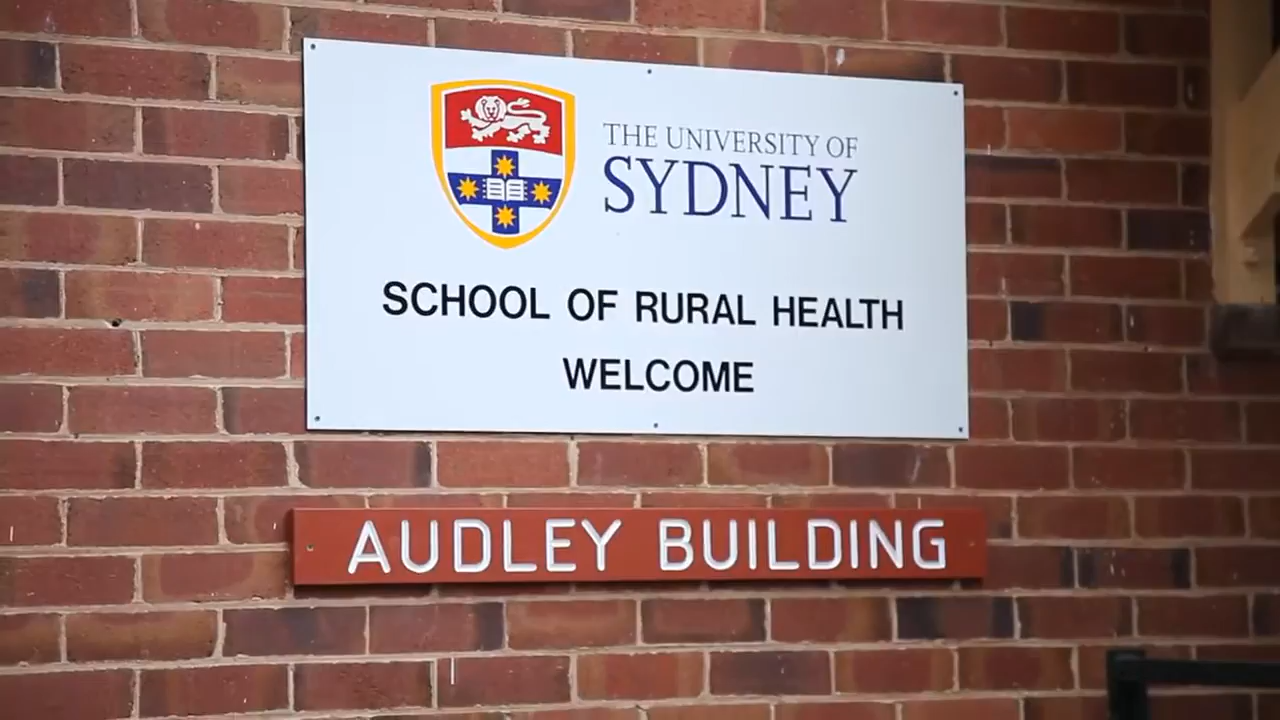 THE UNIVERSITY OF
SYDNEY
SCHOOL OF RURAL HEALTH
WELCOME
AUDLEY BUILDING